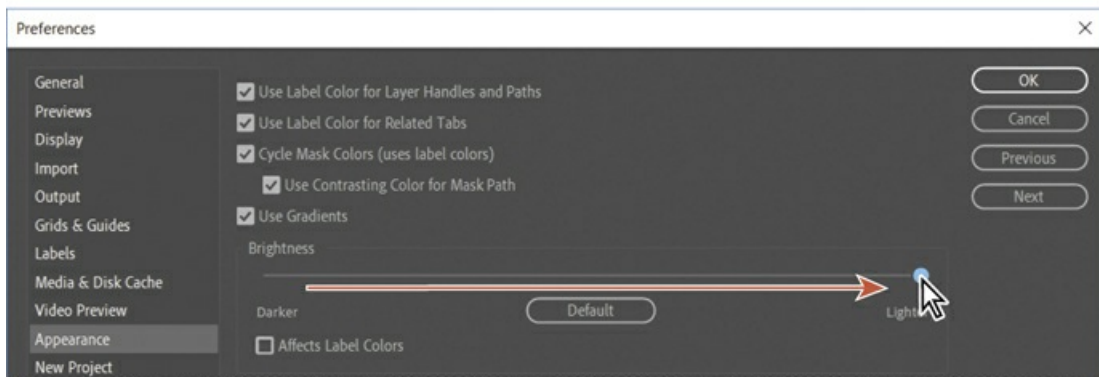 Preferences
General
Previews
Display
Import
Output
Grids & Guides
Labels
Media & Disk Cache
Video Preview
Appearance
New Project
Use Label Color for Layer Handles and Paths
Use Label Color for Related Tabs
Cycle Mask Colors (uses label colors)
Use Contrasting Color for Mask Path
Use Gradients
Brightness
Darker
Default
Affects Label Colors
OK
Cancel
Previous
Next